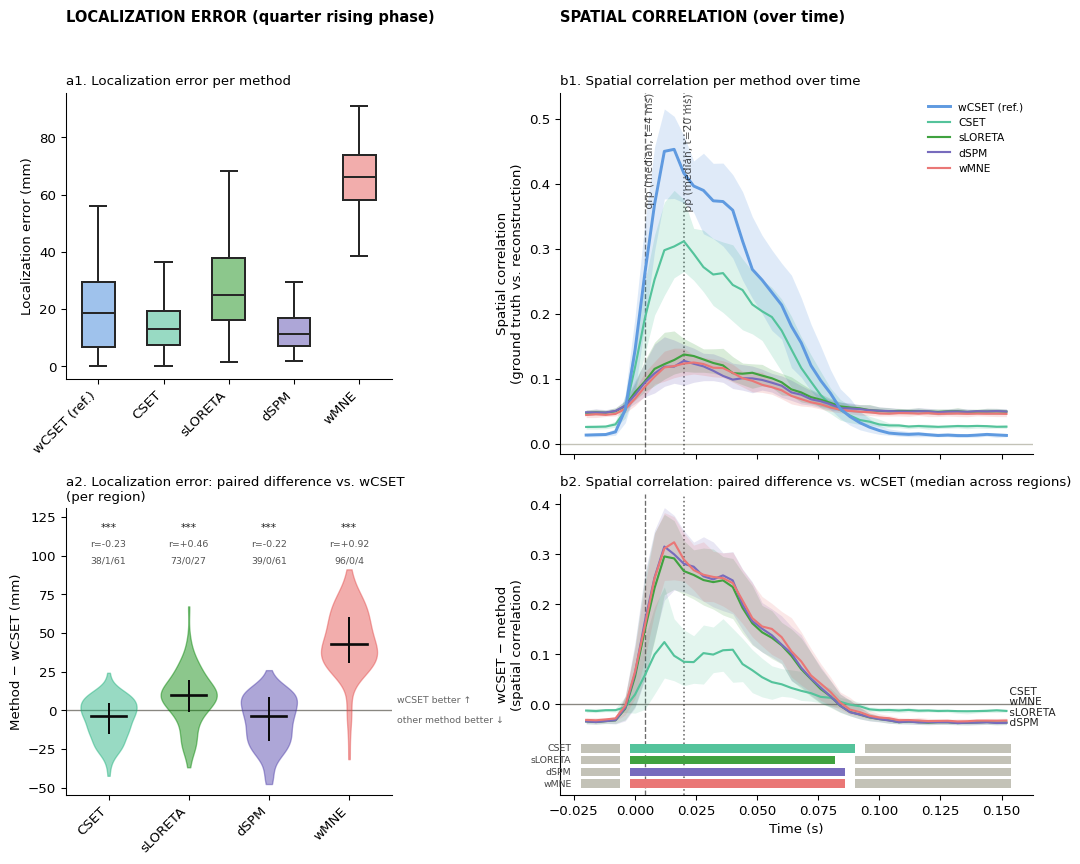 LOCALIZATION ERROR (quarter rising phase)
SPATIAL CORRELATION (over time)
a1. Localization error per method
Localization error (mm)
80
60
40
20
0
wCSET (ref.)
CSET
sLORETA
dSPM
wMNE
b1. Spatial correlation per method over time
Spatial correlation
(ground truth vs. reconstruction)
0.5
0.4
0.3
0.2
0.1
0.0
qrp (median, t=4 ms)
pp (median, t=20 ms)
wCSET (ref.)
CSET
sLORETA
dSPM
wMNE
a2. Localization error: paired difference vs. wCSET
(per region)
Method − wCSET (mm)
125
100
75
50
25
0
−25
−50
*** *** *** ***
r=-0.23 r=+0.46 r=-0.22 r=+0.92
38/1/61 73/0/27 39/0/61 96/0/4
wCSET better ↑
other method better ↓
CSET
sLORETA
dSPM
wMNE
b2. Spatial correlation: paired difference vs. wCSET (median across regions)
wCSET − method
(spatial correlation)
0.4
0.3
0.2
0.1
0.0
CSET
wMNE
sLORETA
dSPM
CSET
sLORETA
dSPM
wMNE
−0.025 0.000 0.025 0.050 0.075 0.100 0.125 0.150
Time (s)